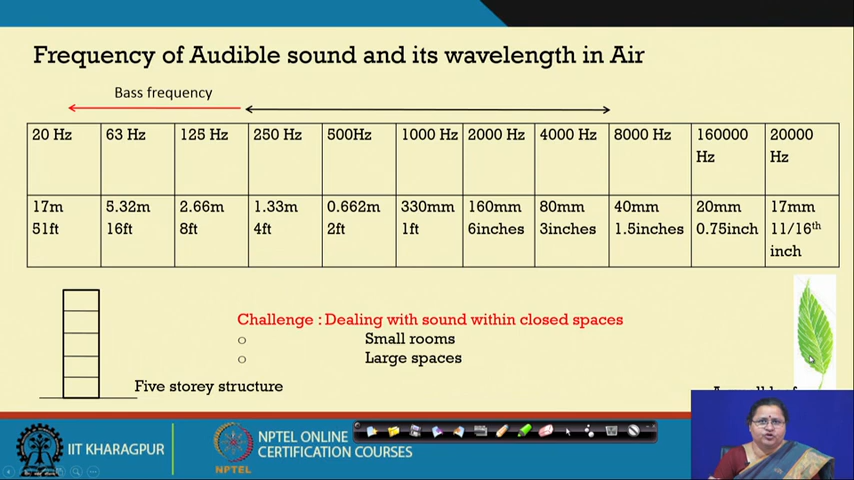 Frequency of Audible sound and its wavelength in Air
Bass frequency
20 Hz 63 Hz 125 Hz 250 Hz 500Hz 1000 Hz 2000 Hz 4000 Hz 8000 Hz 160000 Hz 20000 Hz
17m 5.32m 2.66m 1.33m 0.662m 330mm 160mm 80mm 40mm 20mm 17mm
51ft 16ft 8ft 4ft 2ft 1ft 6inches 3inches 1.5inches 0.75inch 11/16th inch
Challenge : Dealing with sound within closed spaces
o Small rooms
o Large spaces
Five storey structure
IIT KHARAGPUR
NPTEL
NPTEL ONLINE
CERTIFICATION COURSES